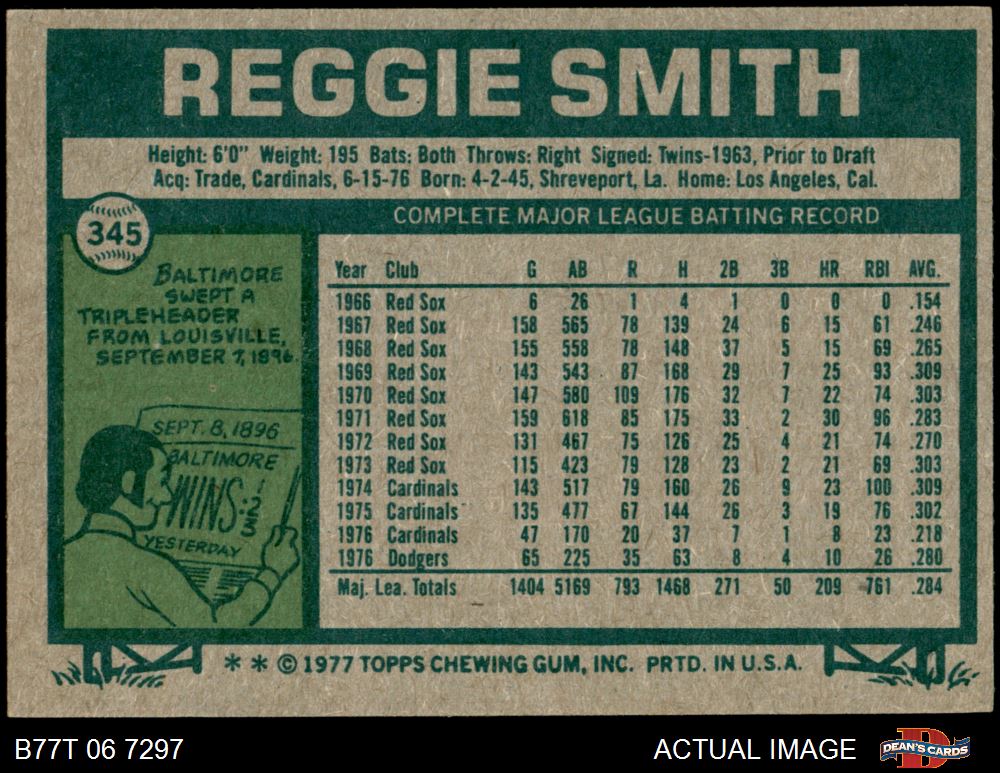 REGGIE SMITH
Height: 6'0" Weight: 195 Bats: Both Throws: Right Signed: Twins-1963, Prior to Draft
Acq: Trade, Cardinals, 6-15-76 Born: 4-2-45, Shreveport, La. Home: Los Angeles, Cal.
345
COMPLETE MAJOR LEAGUE BATTING RECORD
BALTIMORE
SWEPT A
TRIPLEHEADER
FROM LOUISVILLE,
SEPTEMBER 7, 1896.
SEPT. 8, 1896
BALTIMORE
WINS: 1
2
3
YESTERDAY
Year Club G AB R H 2B 3B HR RBI AVG.
1966 Red Sox 6 26 1 4 1 0 0 0 .154
1967 Red Sox 158 565 78 139 24 6 15 61 .246
1968 Red Sox 155 558 78 148 37 5 15 69 .265
1969 Red Sox 143 543 87 168 29 7 25 93 .309
1970 Red Sox 147 580 109 176 32 7 22 74 .303
1971 Red Sox 159 618 85 175 33 2 30 96 .283
1972 Red Sox 131 467 75 126 25 4 21 74 .270
1973 Red Sox 115 423 79 128 23 2 21 69 .303
1974 Cardinals 143 517 79 160 26 9 23 100 .309
1975 Cardinals 135 477 67 144 26 3 19 76 .302
1976 Cardinals 47 170 20 37 7 1 8 23 .218
1976 Dodgers 65 225 35 63 8 4 10 26 .280
Maj. Lea. Totals 1404 5169 793 1468 271 50 209 761 .284
* * © 1977 TOPPS CHEWING GUM, INC. PRTD. IN U.S.A.
B77T 06 7297
ACTUAL IMAGE
DEAN'S CARDS